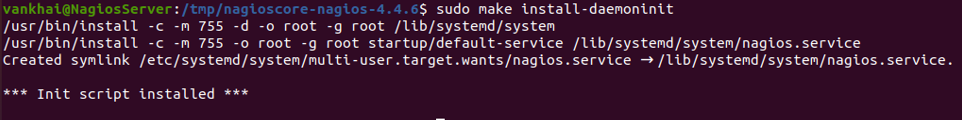 vankhai@NagiosServer:/tmp/nagioscore-nagios-4.4.6$ sudo make install-daemoninit
/usr/bin/install -c -m 755 -d -o root -g root /lib/systemd/system
/usr/bin/install -c -m 755 -o root -g root startup/default-service /lib/systemd/system/nagios.service
Created symlink /etc/systemd/system/multi-user.target.wants/nagios.service → /lib/systemd/system/nagios.service.
*** Init script installed ***